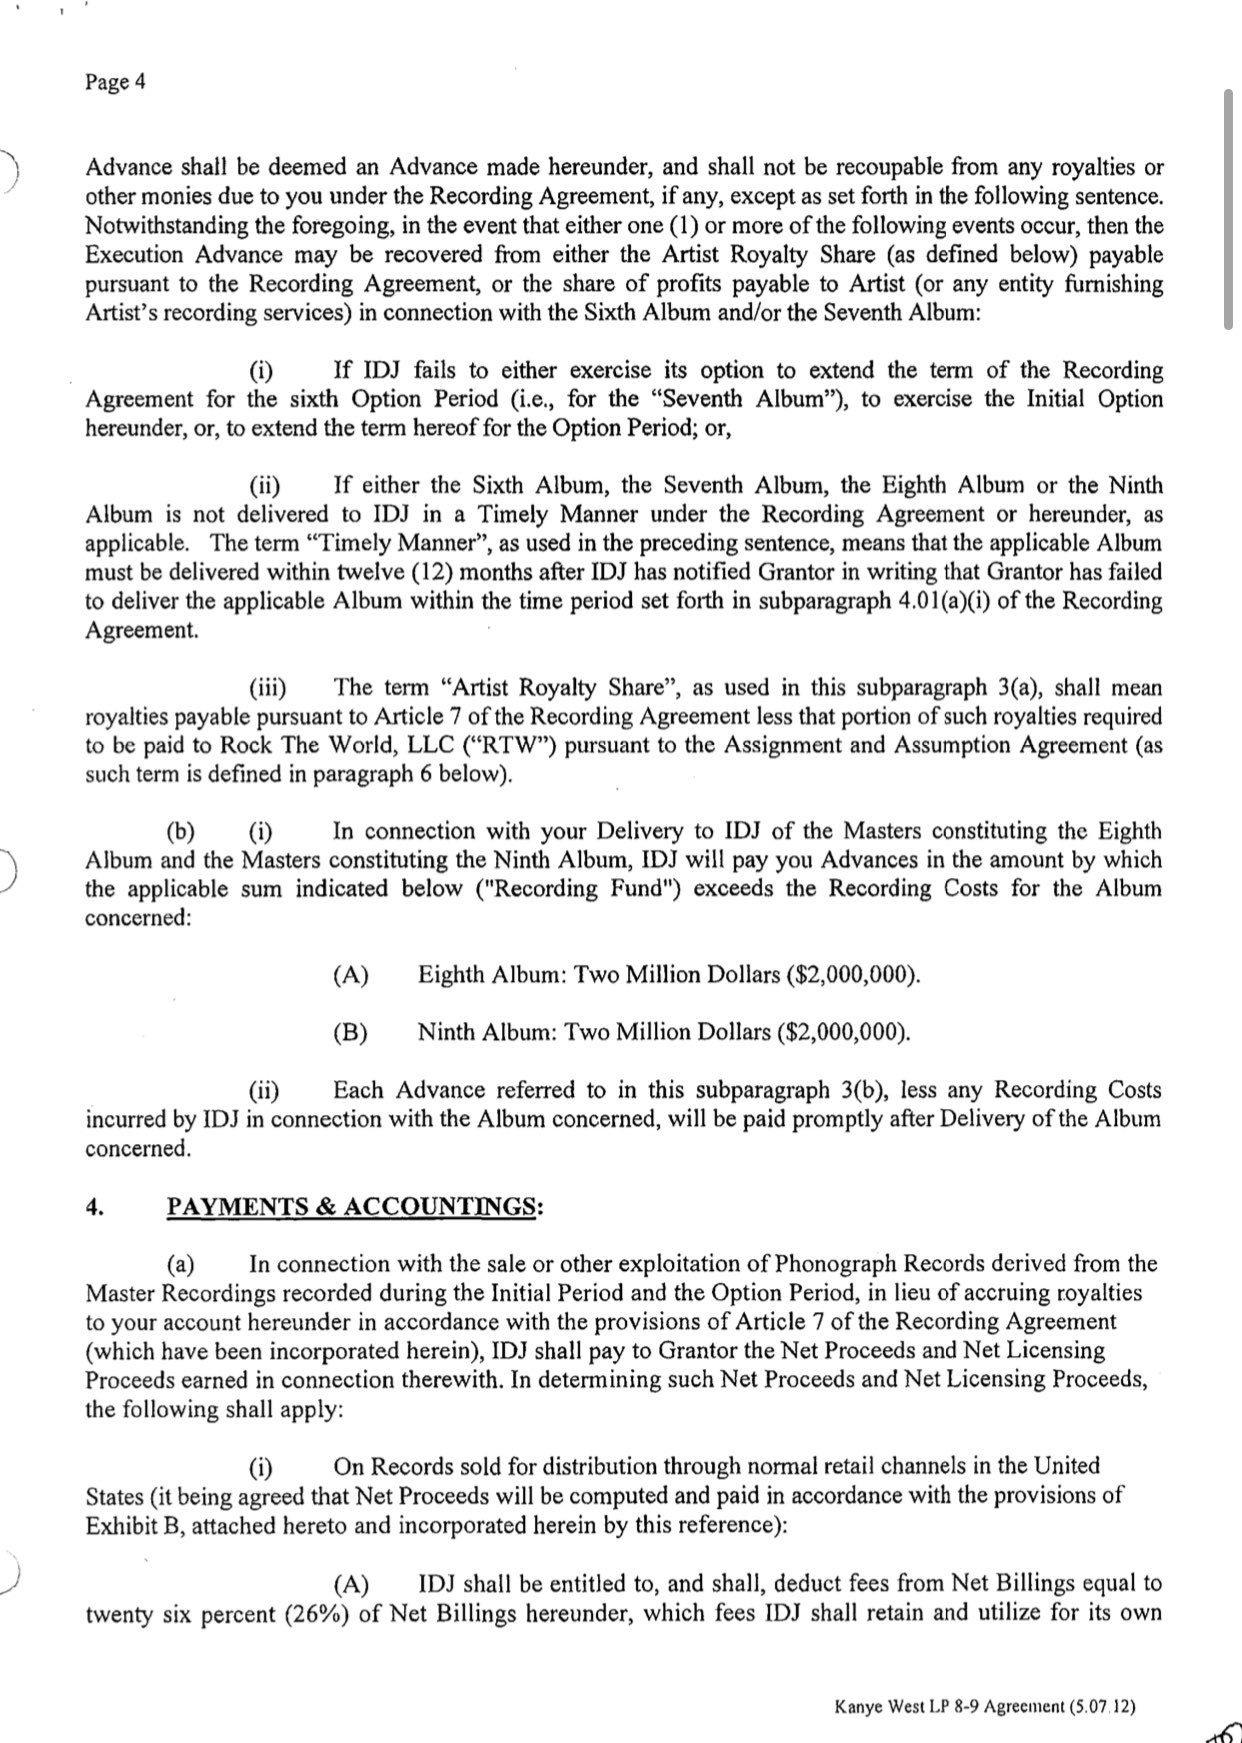 Page 4
Advance shall be deemed an Advance made hereunder, and shall not be recoupable from any royalties or
other monies due to you under the Recording Agreement, if any, except as set forth in the following sentence.
Notwithstanding the foregoing, in the event that either one (1) or more of the following events occur, then the
Execution Advance may be recovered from either the Artist Royalty Share (as defined below) payable
pursuant to the Recording Agreement, or the share of profits payable to Artist (or any entity furnishing
Artist's recording services) in connection with the Sixth Album and/or the Seventh Album:
(i) If IDJ fails to either exercise its option to extend the term of the Recording
Agreement for the sixth Option Period (i.e., for the “Seventh Album”), to exercise the Initial Option
hereunder, or, to extend the term hereof for the Option Period; or,
(ii) If either the Sixth Album, the Seventh Album, the Eighth Album or the Ninth
Album is not delivered to IDJ in a Timely Manner under the Recording Agreement or hereunder, as
applicable. The term “Timely Manner”, as used in the preceding sentence, means that the applicable Album
must be delivered within twelve (12) months after IDJ has notified Grantor in writing that Grantor has failed
to deliver the applicable Album within the time period set forth in subparagraph 4.01(a)(i) of the Recording
Agreement.
(iii) The term “Artist Royalty Share”, as used in this subparagraph 3(a), shall mean
royalties payable pursuant to Article 7 of the Recording Agreement less that portion of such royalties required
to be paid to Rock The World, LLC (“RTW”) pursuant to the Assignment and Assumption Agreement (as
such term is defined in paragraph 6 below).
(b) (i) In connection with your Delivery to IDJ of the Masters constituting the Eighth
Album and the Masters constituting the Ninth Album, IDJ will pay you Advances in the amount by which
the applicable sum indicated below ("Recording Fund") exceeds the Recording Costs for the Album
concerned:
(A) Eighth Album: Two Million Dollars ($2,000,000).
(B) Ninth Album: Two Million Dollars ($2,000,000).
(ii) Each Advance referred to in this subparagraph 3(b), less any Recording Costs
incurred by IDJ in connection with the Album concerned, will be paid promptly after Delivery of the Album
concerned.
4. PAYMENTS & ACCOUNTINGS:
(a) In connection with the sale or other exploitation of Phonograph Records derived from the
Master Recordings recorded during the Initial Period and the Option Period, in lieu of accruing royalties
to your account hereunder in accordance with the provisions of Article 7 of the Recording Agreement
(which have been incorporated herein), IDJ shall pay to Grantor the Net Proceeds and Net Licensing
Proceeds earned in connection therewith. In determining such Net Proceeds and Net Licensing Proceeds,
the following shall apply:
(i) On Records sold for distribution through normal retail channels in the United
States (it being agreed that Net Proceeds will be computed and paid in accordance with the provisions of
Exhibit B, attached hereto and incorporated herein by this reference):
(A) IDJ shall be entitled to, and shall, deduct fees from Net Billings equal to
twenty six percent (26%) of Net Billings hereunder, which fees IDJ shall retain and utilize for its own
Kanye West LP 8-9 Agreement (5.07.12)